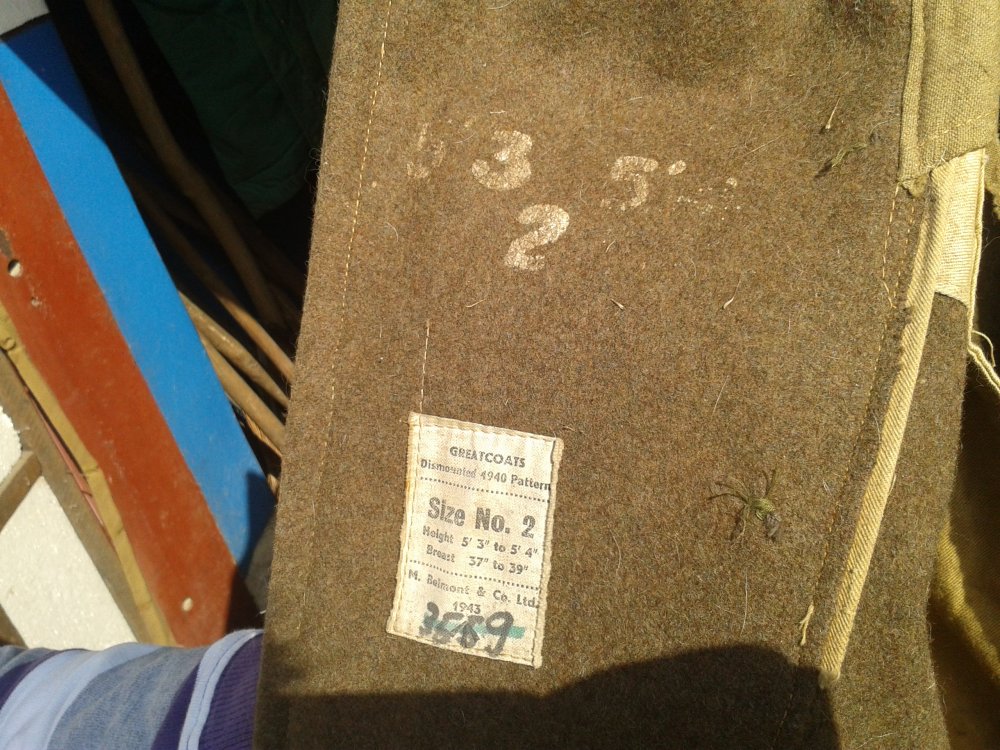 3 5'
2
GREATCOATS
Dismounted 1940 Pattern
Size No. 2
Height 5' 3" to 5' 4"
Breast 37" to 39"
M. Belmont & Co. Ltd.
1943
3559